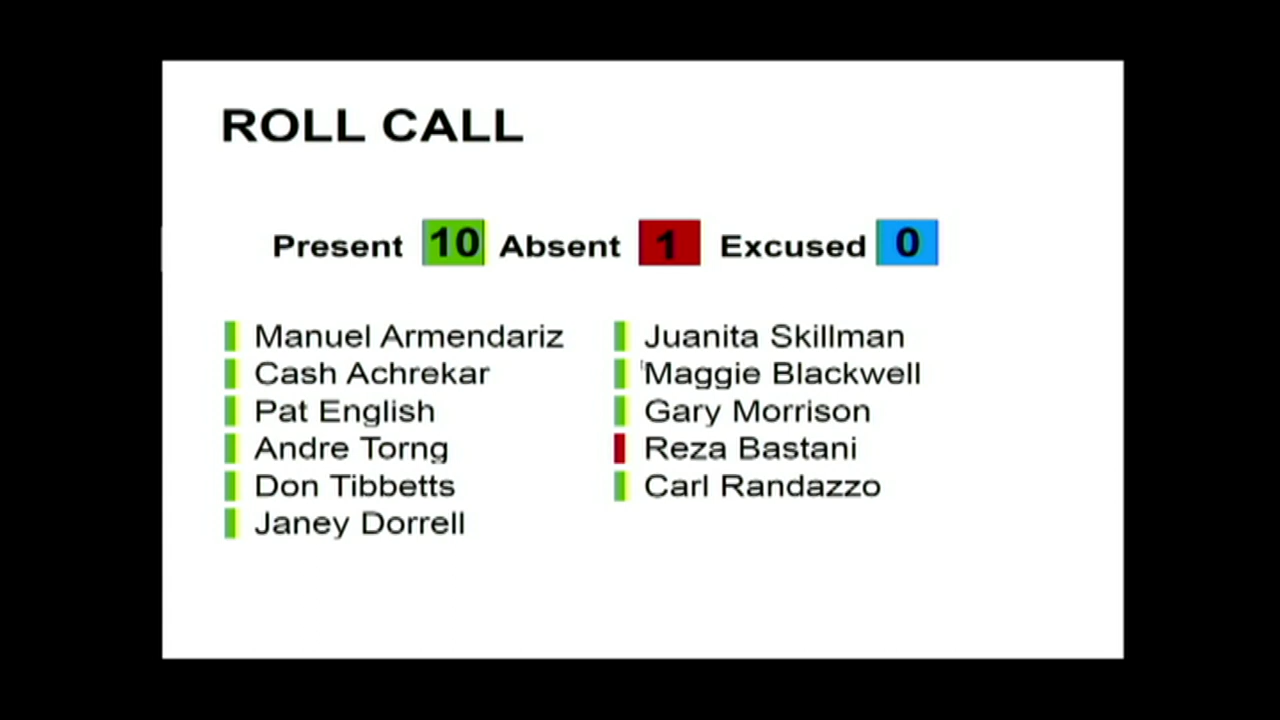 ROLL CALL
Present 10 Absent 1 Excused 0
Manuel Armendariz
Cash Achrekar
Pat English
Andre Torng
Don Tibbetts
Janey Dorrell
Juanita Skillman
Maggie Blackwell
Gary Morrison
Reza Bastani
Carl Randazzo